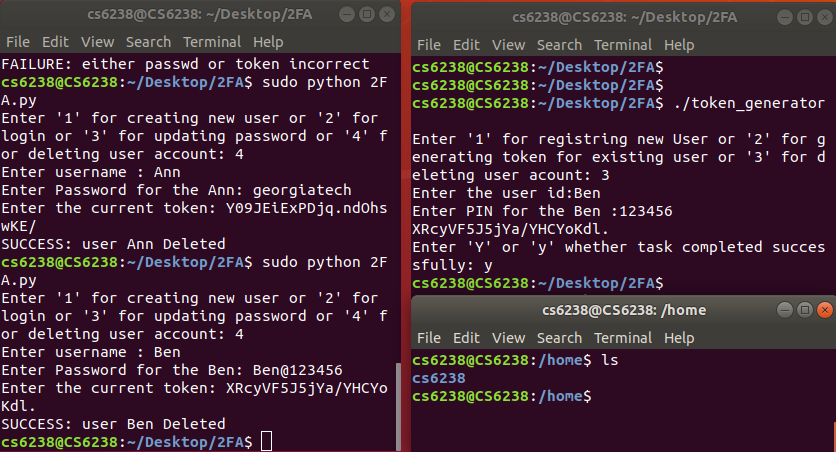 cs6238@CS6238: ~/Desktop/2FA
File Edit View Search Terminal Help
FAILURE: either passwd or token incorrect
cs6238@CS6238:~/Desktop/2FA$ sudo python 2F
A.py
Enter '1' for creating new user or '2' for
login or '3' for updating password or '4' f
or deleting user account: 4
Enter username : Ann
Enter Password for the Ann: georgiatech
Enter the current token: Y09JEiExPDjq.ndOhs
wKE/
SUCCESS: user Ann Deleted
cs6238@CS6238:~/Desktop/2FA$ sudo python 2F
A.py
Enter '1' for creating new user or '2' for
login or '3' for updating password or '4' f
or deleting user account: 4
Enter username : Ben
Enter Password for the Ben: Ben@123456
Enter the current token: XRcyVF5J5jYa/YHCYo
Kdl.
SUCCESS: user Ben Deleted
cs6238@CS6238:~/Desktop/2FA$
cs6238@CS6238: ~/Desktop/2FA
File Edit View Search Terminal Help
cs6238@CS6238:~/Desktop/2FA$
cs6238@CS6238:~/Desktop/2FA$
cs6238@CS6238:~/Desktop/2FA$ ./token_generator
Enter '1' for registring new User or '2' for g
enerating token for existing user or '3' for d
eleting user acount: 3
Enter the user id:Ben
Enter PIN for the Ben :123456
XRcyVF5J5jYa/YHCYoKdl.
Enter 'Y' or 'y' whether task completed succes
sfully: y
cs6238@CS6238:~/Desktop/2FA$
cs6238@CS6238: /home
File Edit View Search Terminal Help
cs6238@CS6238:/home$ ls
cs6238
cs6238@CS6238:/home$